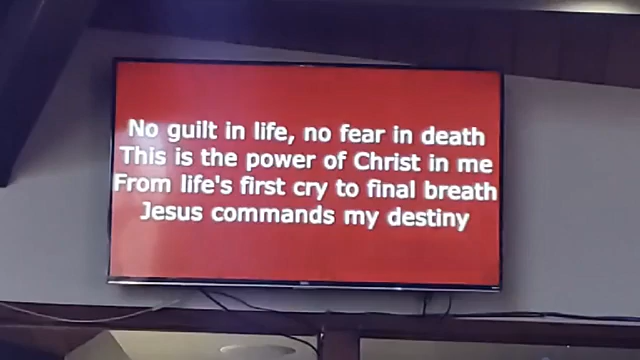 No guilt in life, no fear in death
This is the power of Christ in me
From life's first cry to final breath
Jesus commands my destiny